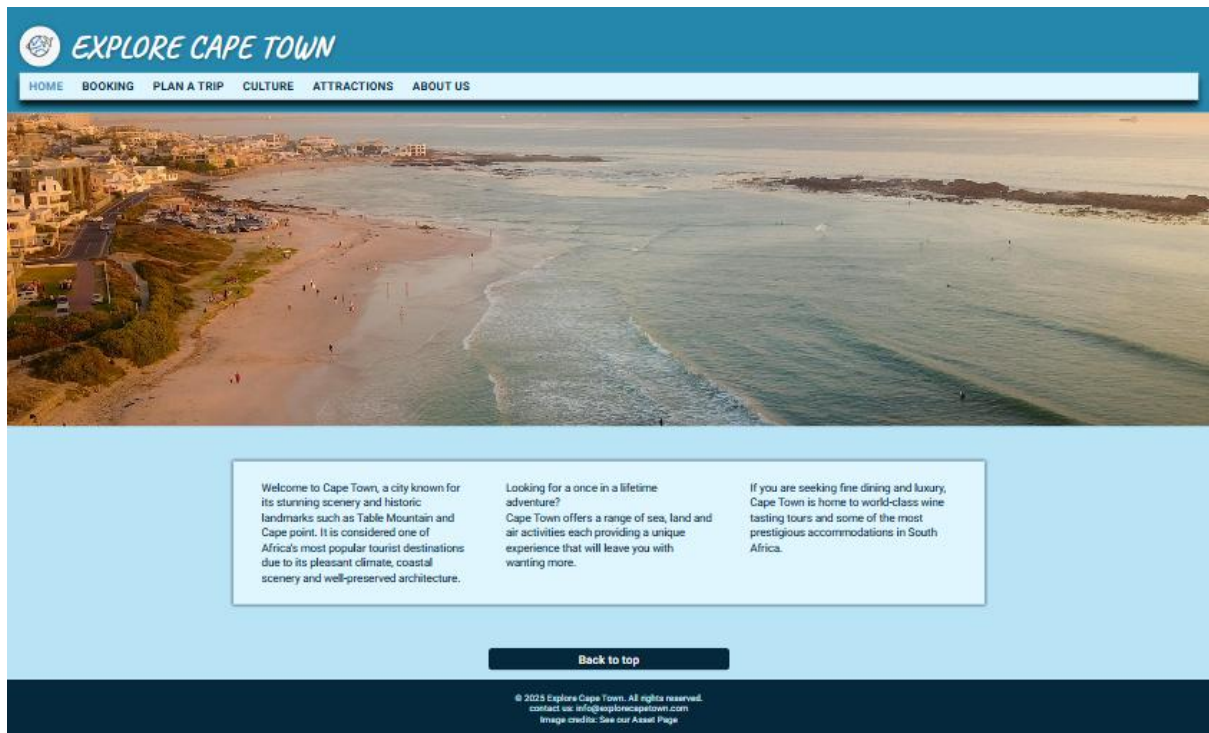 EXPLORE CAPE TOWN
HOME BOOKING PLAN A TRIP CULTURE ATTRACTIONS ABOUT US
Welcome to Cape Town, a city known for
its stunning scenery and historic
landmarks such as Table Mountain and
Cape point. It is considered one of
Africa's most popular tourist destinations
due to its pleasant climate, coastal
scenery and well-preserved architecture.
Looking for a once in a lifetime
adventure?
Cape Town offers a range of sea, land and
air activities each providing a unique
experience that will leave you with
wanting more.
If you are seeking fine dining and luxury,
Cape Town is home to world-class wine
tasting tours and some of the most
prestigious accommodations in South
Africa.
Back to top
© 2025 Explore Cape Town. All rights reserved.
contact us: info@explorecapetown.com
Image credits: See our Asset Page